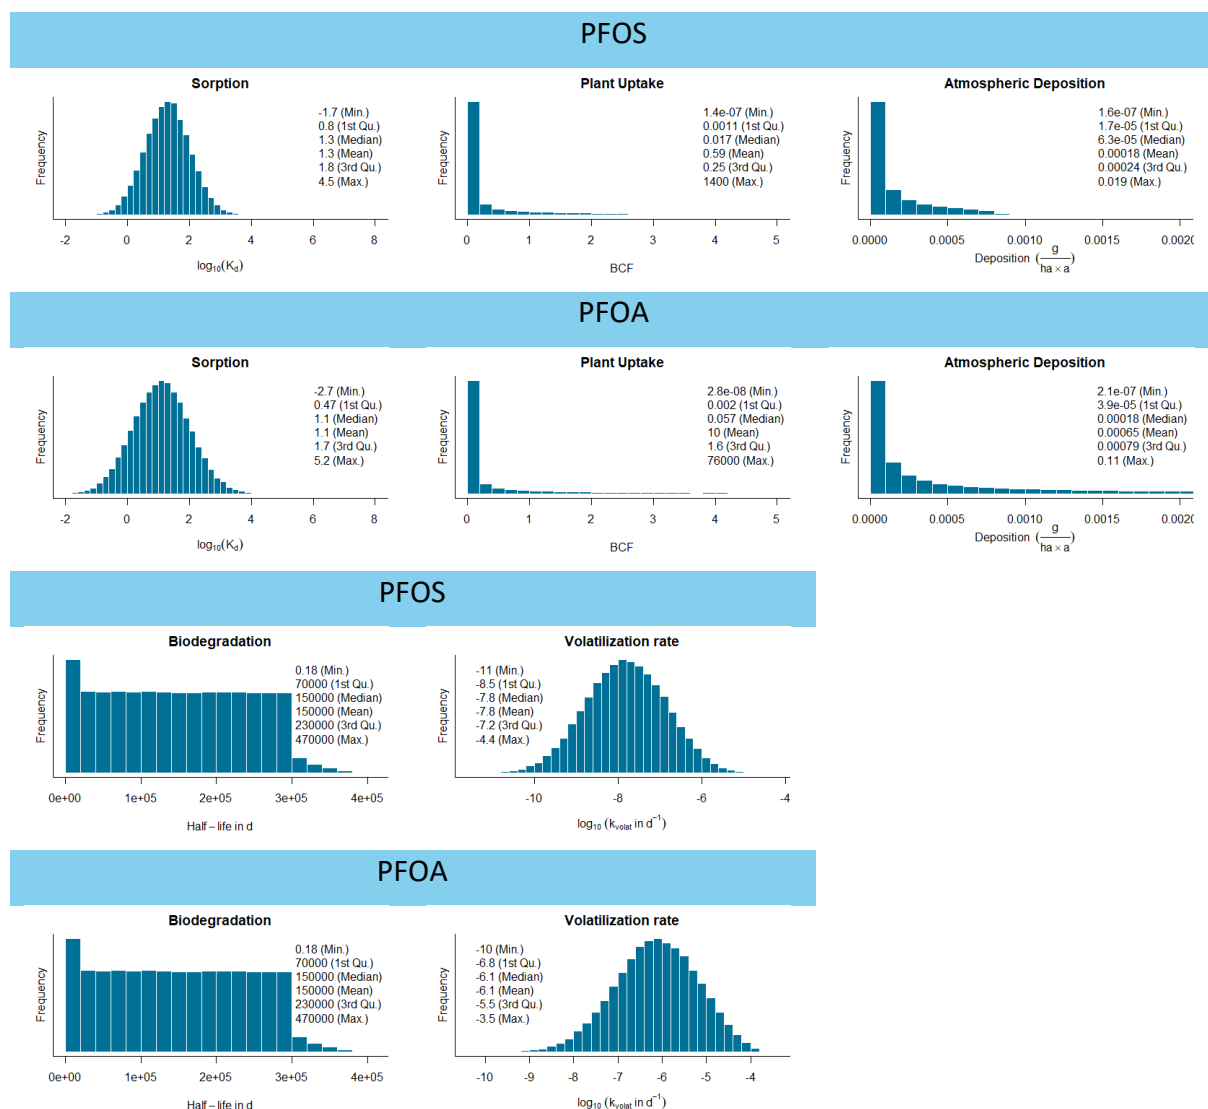 PFOS
Sorption
Frequency
-1.7 (Min.)
0.8 (1st Qu.)
1.3 (Median)
1.3 (Mean)
1.8 (3rd Qu.)
4.5 (Max.)
-2 0 2 4 6 8
log10(Kd)
Plant Uptake
Frequency
1.4e-07 (Min.)
0.0011 (1st Qu.)
0.017 (Median)
0.59 (Mean)
0.25 (3rd Qu.)
1400 (Max.)
0 1 2 3 4 5
BCF
Atmospheric Deposition
Frequency
1.6e-07 (Min.)
1.7e-05 (1st Qu.)
6.3e-05 (Median)
0.00018 (Mean)
0.00024 (3rd Qu.)
0.019 (Max.)
0.0000 0.0005 0.0010 0.0015 0.0020
Deposition (g / ha × a)
PFOA
Sorption
Frequency
-2.7 (Min.)
0.47 (1st Qu.)
1.1 (Median)
1.1 (Mean)
1.7 (3rd Qu.)
5.2 (Max.)
-2 0 2 4 6 8
log10(Kd)
Plant Uptake
Frequency
2.8e-08 (Min.)
0.002 (1st Qu.)
0.057 (Median)
10 (Mean)
1.6 (3rd Qu.)
76000 (Max.)
0 1 2 3 4 5
BCF
Atmospheric Deposition
Frequency
2.1e-07 (Min.)
3.9e-05 (1st Qu.)
0.00018 (Median)
0.00065 (Mean)
0.00079 (3rd Qu.)
0.11 (Max.)
0.0000 0.0005 0.0010 0.0015 0.0020
Deposition (g / ha × a)
PFOS
Biodegradation
Frequency
0.18 (Min.)
70000 (1st Qu.)
150000 (Median)
150000 (Mean)
230000 (3rd Qu.)
470000 (Max.)
0e+00 1e+05 2e+05 3e+05 4e+05
Half – life in d
Volatilization rate
Frequency
-11 (Min.)
-8.5 (1st Qu.)
-7.8 (Median)
-7.8 (Mean)
-7.2 (3rd Qu.)
-4.4 (Max.)
-10 -8 -6 -4
log10 (kvolat in d−1)
PFOA
Biodegradation
Frequency
0.18 (Min.)
70000 (1st Qu.)
150000 (Median)
150000 (Mean)
230000 (3rd Qu.)
470000 (Max.)
0e+00 1e+05 2e+05 3e+05 4e+05
Half – life in d
Volatilization rate
Frequency
-10 (Min.)
-6.8 (1st Qu.)
-6.1 (Median)
-6.1 (Mean)
-5.5 (3rd Qu.)
-3.5 (Max.)
-10 -9 -8 -7 -6 -5 -4
log10 (kvolat in d−1)